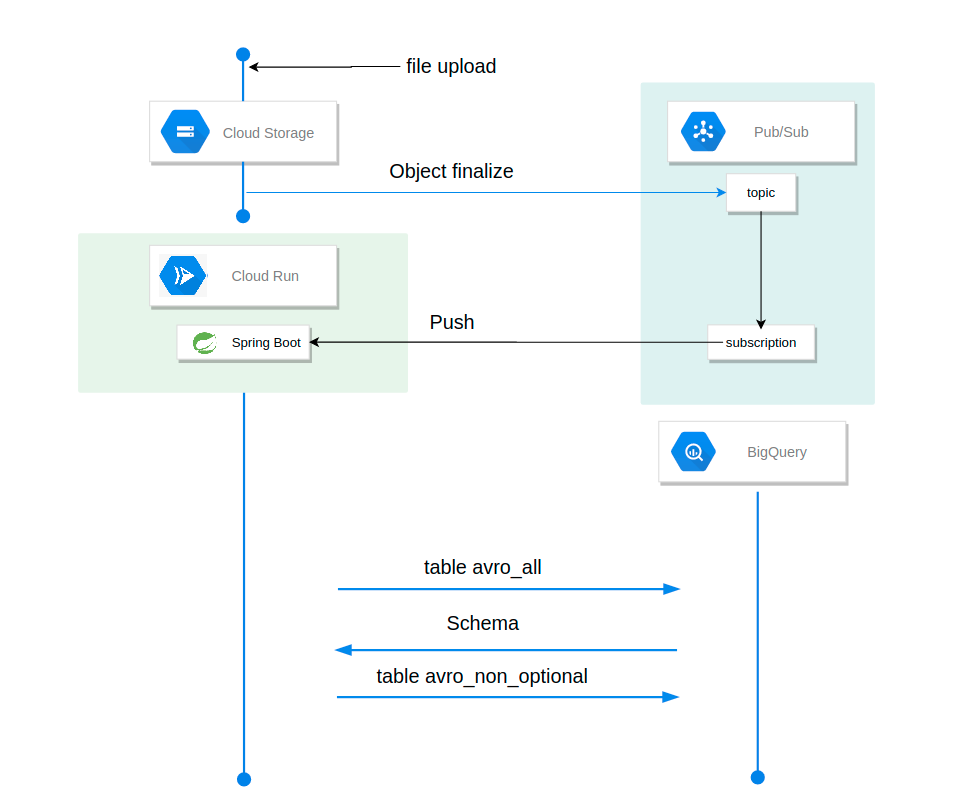 file upload
Cloud Storage
Pub/Sub
Object finalize
topic
Cloud Run
Push
Spring Boot
subscription
BigQuery
table avro_all
Schema
table avro_non_optional